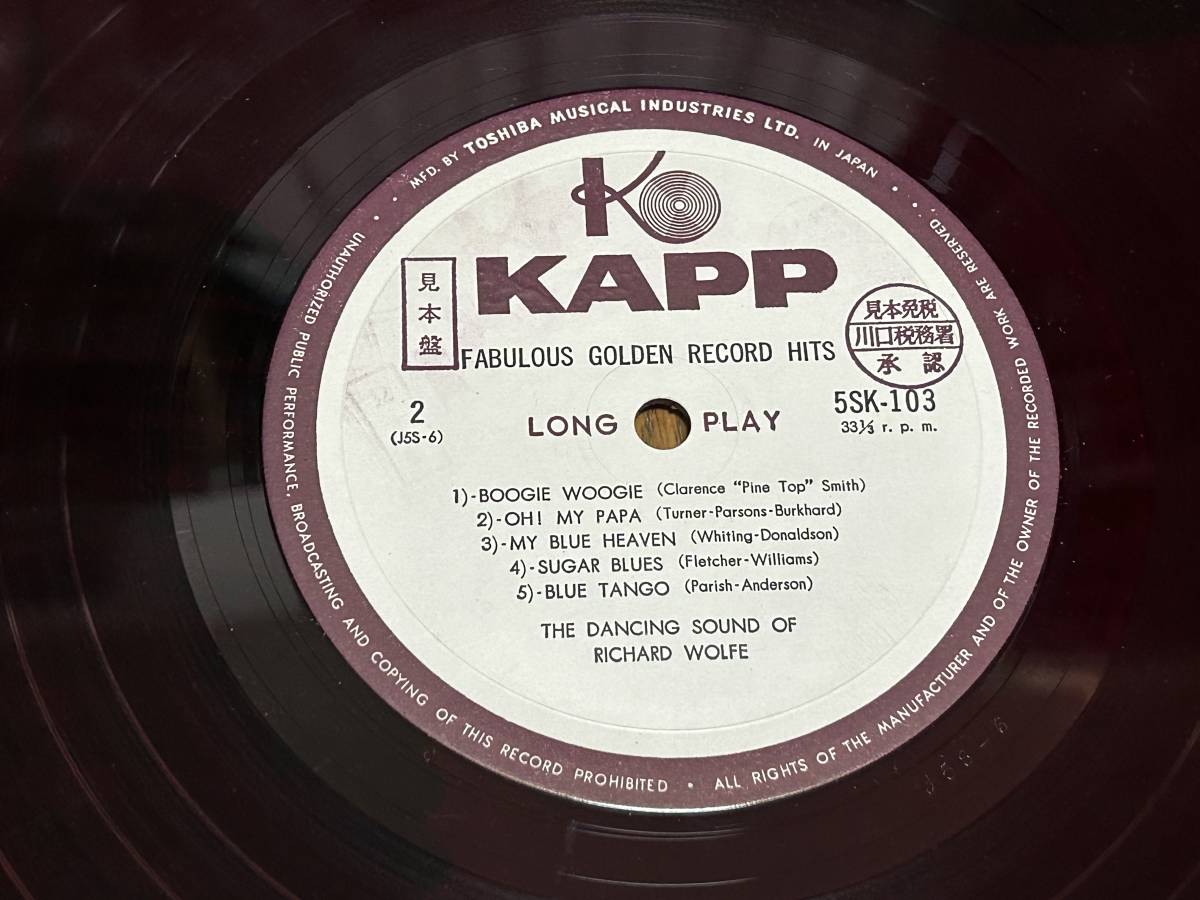 MFD. BY TOSHIBA MUSICAL INDUSTRIES LTD. IN JAPAN
K
KAPP
見本盤
見本免税
川口税務署
承認
FABULOUS GOLDEN RECORD HITS
2
(J5S-6)
LONG PLAY
5SK-103
33⅓ r. p. m.
1)-BOOGIE WOOGIE (Clarence "Pine Top" Smith)
2)-OH! MY PAPA (Turner-Parsons-Burkhard)
3)-MY BLUE HEAVEN (Whiting-Donaldson)
4)-SUGAR BLUES (Fletcher-Williams)
5)-BLUE TANGO (Parish-Anderson)
THE DANCING SOUND OF
RICHARD WOLFE
UNAUTHORIZED PUBLIC PERFORMANCE, BROADCASTING AND COPYING OF THIS RECORD PROHIBITED • ALL RIGHTS OF THE MANUFACTURER AND OF THE OWNER OF THE RECORDED WORK ARE RESERVED
J5S-6